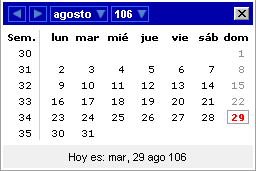 agosto 106
Sem. lun mar mié jue vie sáb dom
30 1
31 2 3 4 5 6 7 8
32 9 10 11 12 13 14 15
33 16 17 18 19 20 21 22
34 23 24 25 26 27 28 29
35 30 31
Hoy es: mar, 29 ago 106